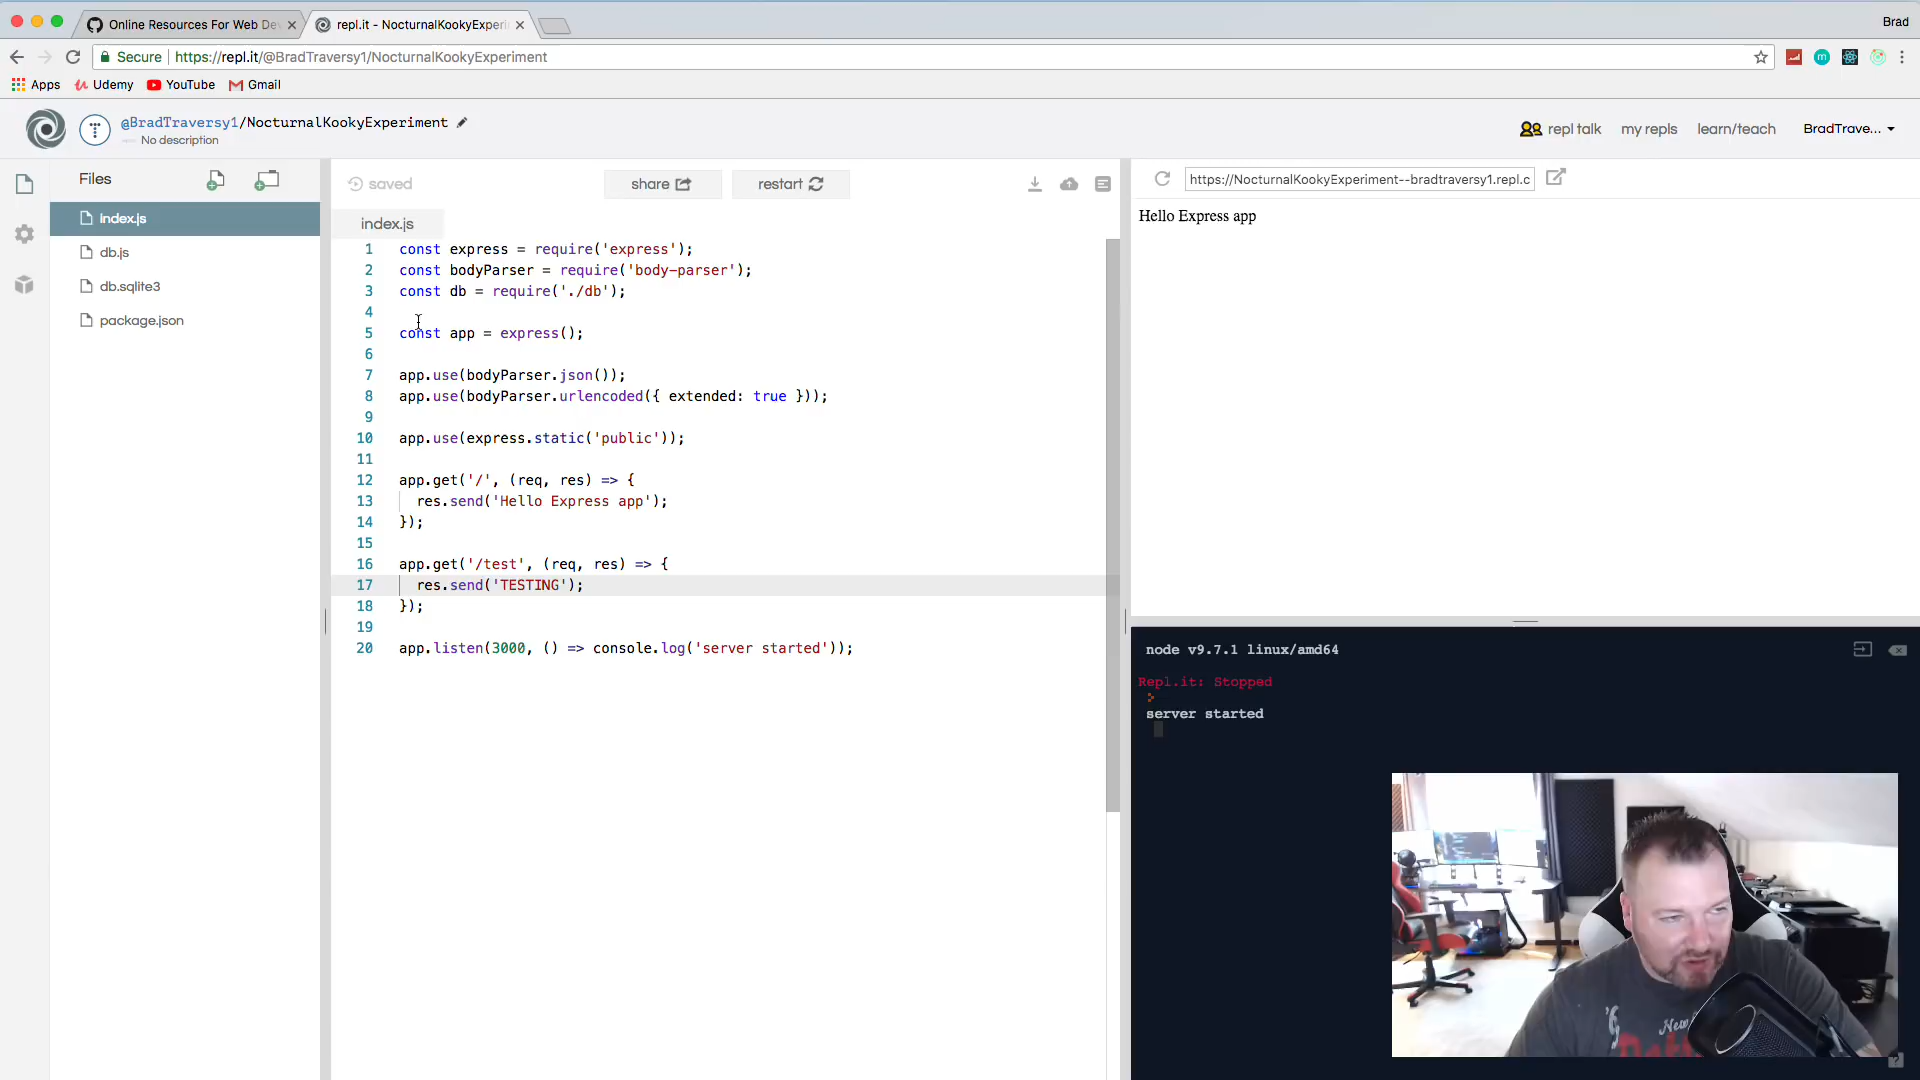 Online Resources For Web De
repl.it - NocturnalKookyExperi
Brad
Secure
https://repl.it/@BradTraversy1/NocturnalKookyExperiment
Apps
Udemy
YouTube
Gmail
@BradTraversy1/NocturnalKookyExperiment
No description
repl talk
my repls
learn/teach
BradTrave...
Files
index.js
db.js
db.sqlite3
package.json
saved
share
restart
index.js
1 const express = require('express');
2 const bodyParser = require('body-parser');
3 const db = require('./db');
4
5 const app = express();
6
7 app.use(bodyParser.json());
8 app.use(bodyParser.urlencoded({ extended: true }));
9
10 app.use(express.static('public'));
11
12 app.get('/', (req, res) => {
13 res.send('Hello Express app');
14 });
15
16 app.get('/test', (req, res) => {
17 res.send('TESTING');
18 });
19
20 app.listen(3000, () => console.log('server started'));
https://NocturnalKookyExperiment--bradtraversy1.repl.c
Hello Express app
node v9.7.1 linux/amd64
Repl.it: Stopped
>
server started
New
?